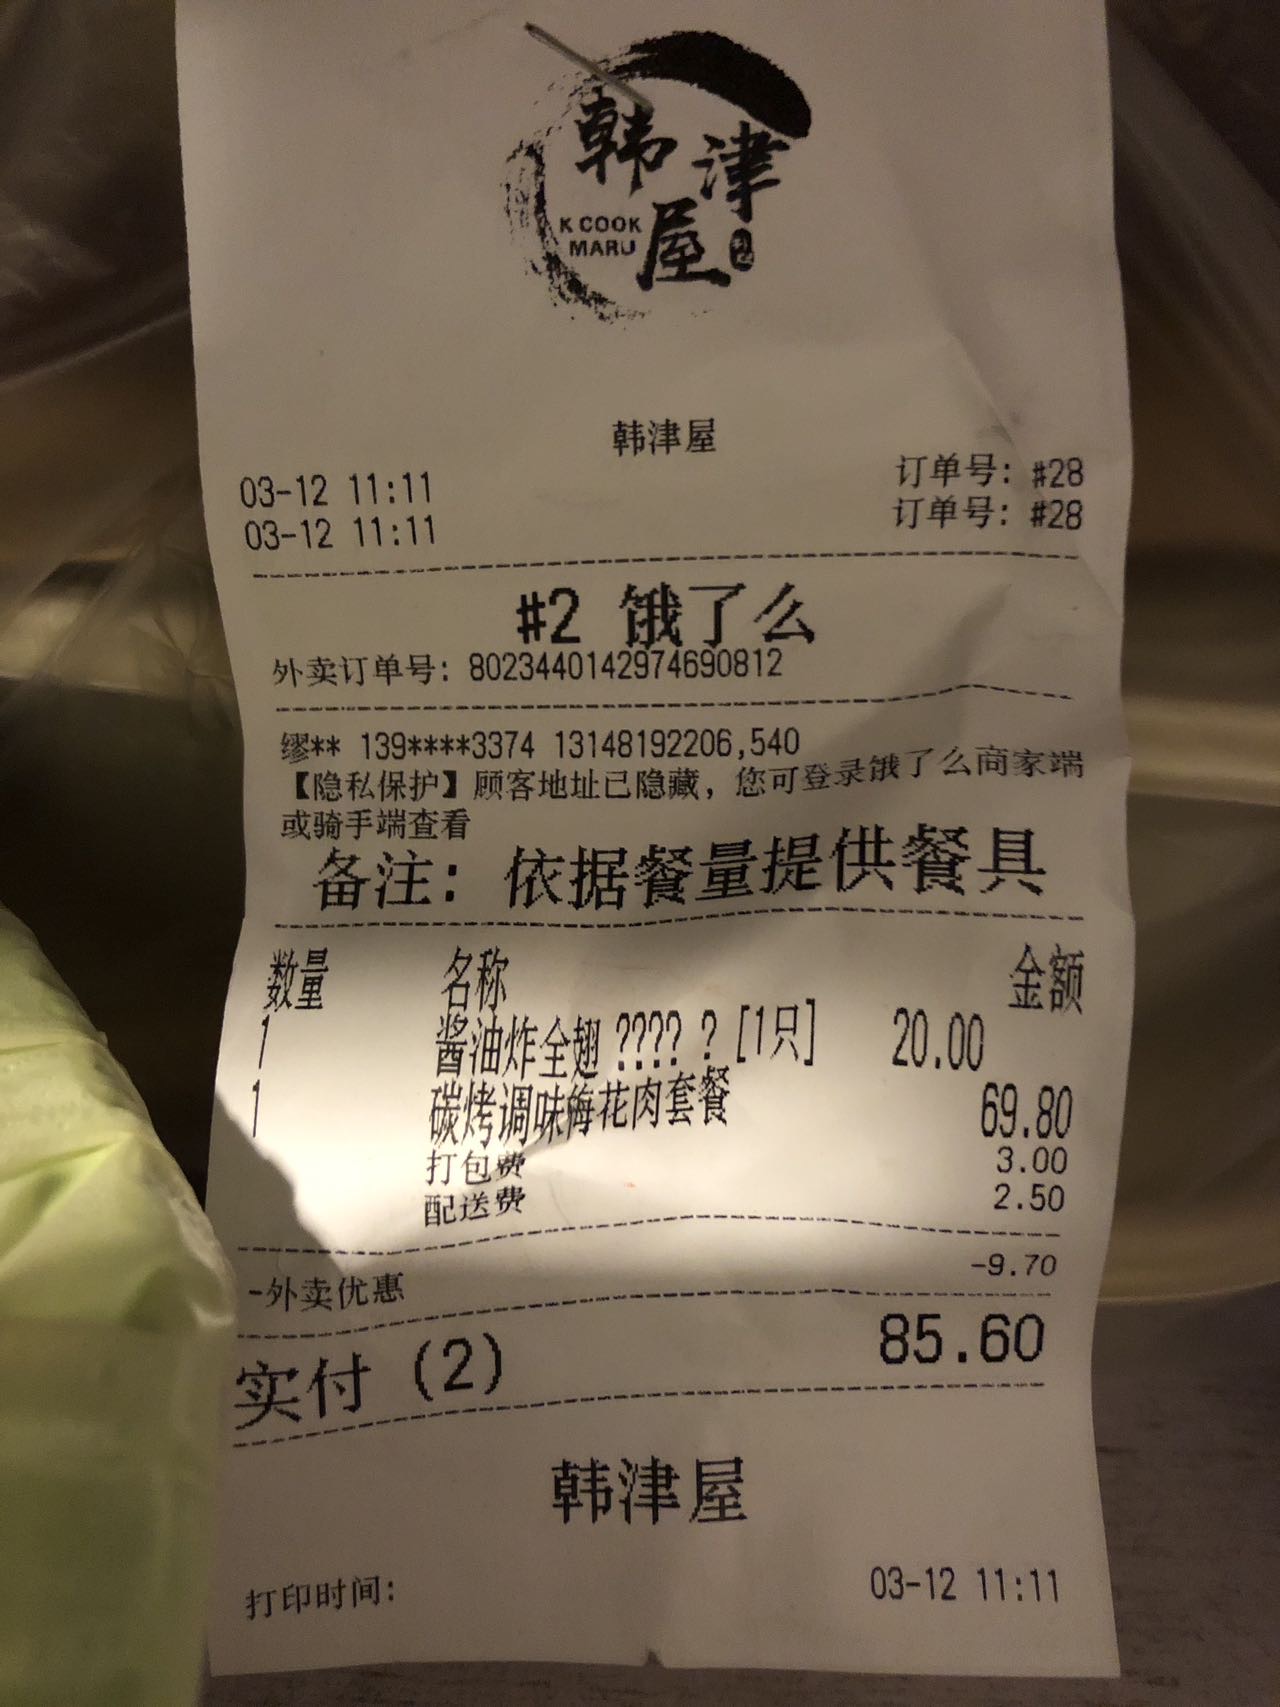 韩津屋
K COOK
MARU
韩津屋
03-12 11:11 订单号: #28
03-12 11:11 订单号: #28
#2 饿了么
外卖订单号: 8023440142974690812
缪** 139****3374 13148192206,540
【隐私保护】顾客地址已隐藏, 您可登录饿了么商家端
或骑手端查看
备注: 依据餐量提供餐具
数量 名称 金额
1 酱油炸全翅 ???? ? [1只] 20.00
1 碳烤调味梅花肉套餐 69.80
打包费 3.00
配送费 2.50
-外卖优惠 -9.70
实付 (2) 85.60
韩津屋
打印时间: 03-12 11:11